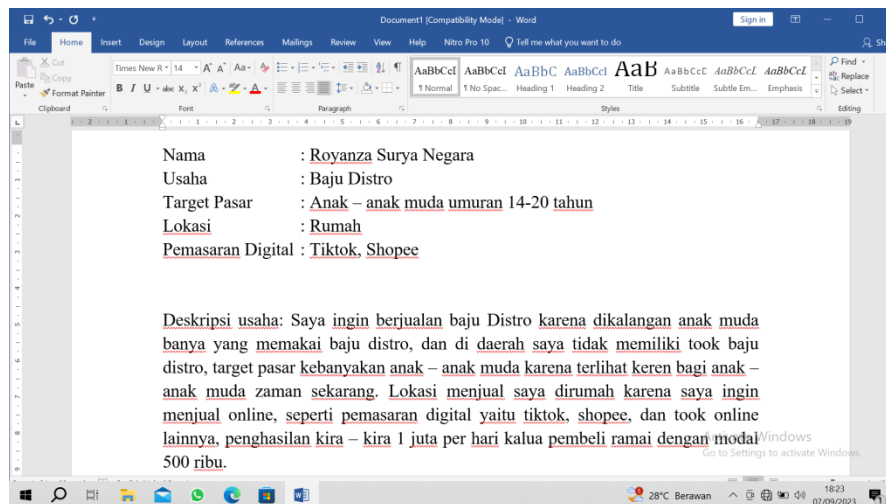 Document1 [Compatibility Mode] - Word
Sign in
File Home Insert Design Layout References Mailings Review View Help Nitro Pro 10 Tell me what you want to do Sh
Paste
Cut
Copy
Format Painter
Clipboard
Times New R 14
Font
Paragraph
AaBbCcI AaBbCcI AaBbC AaBbCcI AaB AaBbCcD AaBbCcI AaBbCcI
¶ Normal ¶ No Spac... Heading 1 Heading 2 Title Subtitle Subtle Em... Emphasis
Styles
Find
Replace
Select
Editing
Nama : Royanza Surya Negara
Usaha : Baju Distro
Target Pasar : Anak – anak muda umuran 14-20 tahun
Lokasi : Rumah
Pemasaran Digital : Tiktok, Shopee
Deskripsi usaha: Saya ingin berjualan baju Distro karena dikalangan anak muda
banya yang memakai baju distro, dan di daerah saya tidak memiliki took baju
distro, target pasar kebanyakan anak – anak muda karena terlihat keren bagi anak –
anak muda zaman sekarang. Lokasi menjual saya dirumah karena saya ingin
menjual online, seperti pemasaran digital yaitu tiktok, shopee, dan took online
lainnya, penghasilan kira – kira 1 juta per hari kalua pembeli ramai dengan modal
500 ribu.
Activate Windows
Go to Settings to activate Windows.
28°C Berawan
18:23
07/09/2023